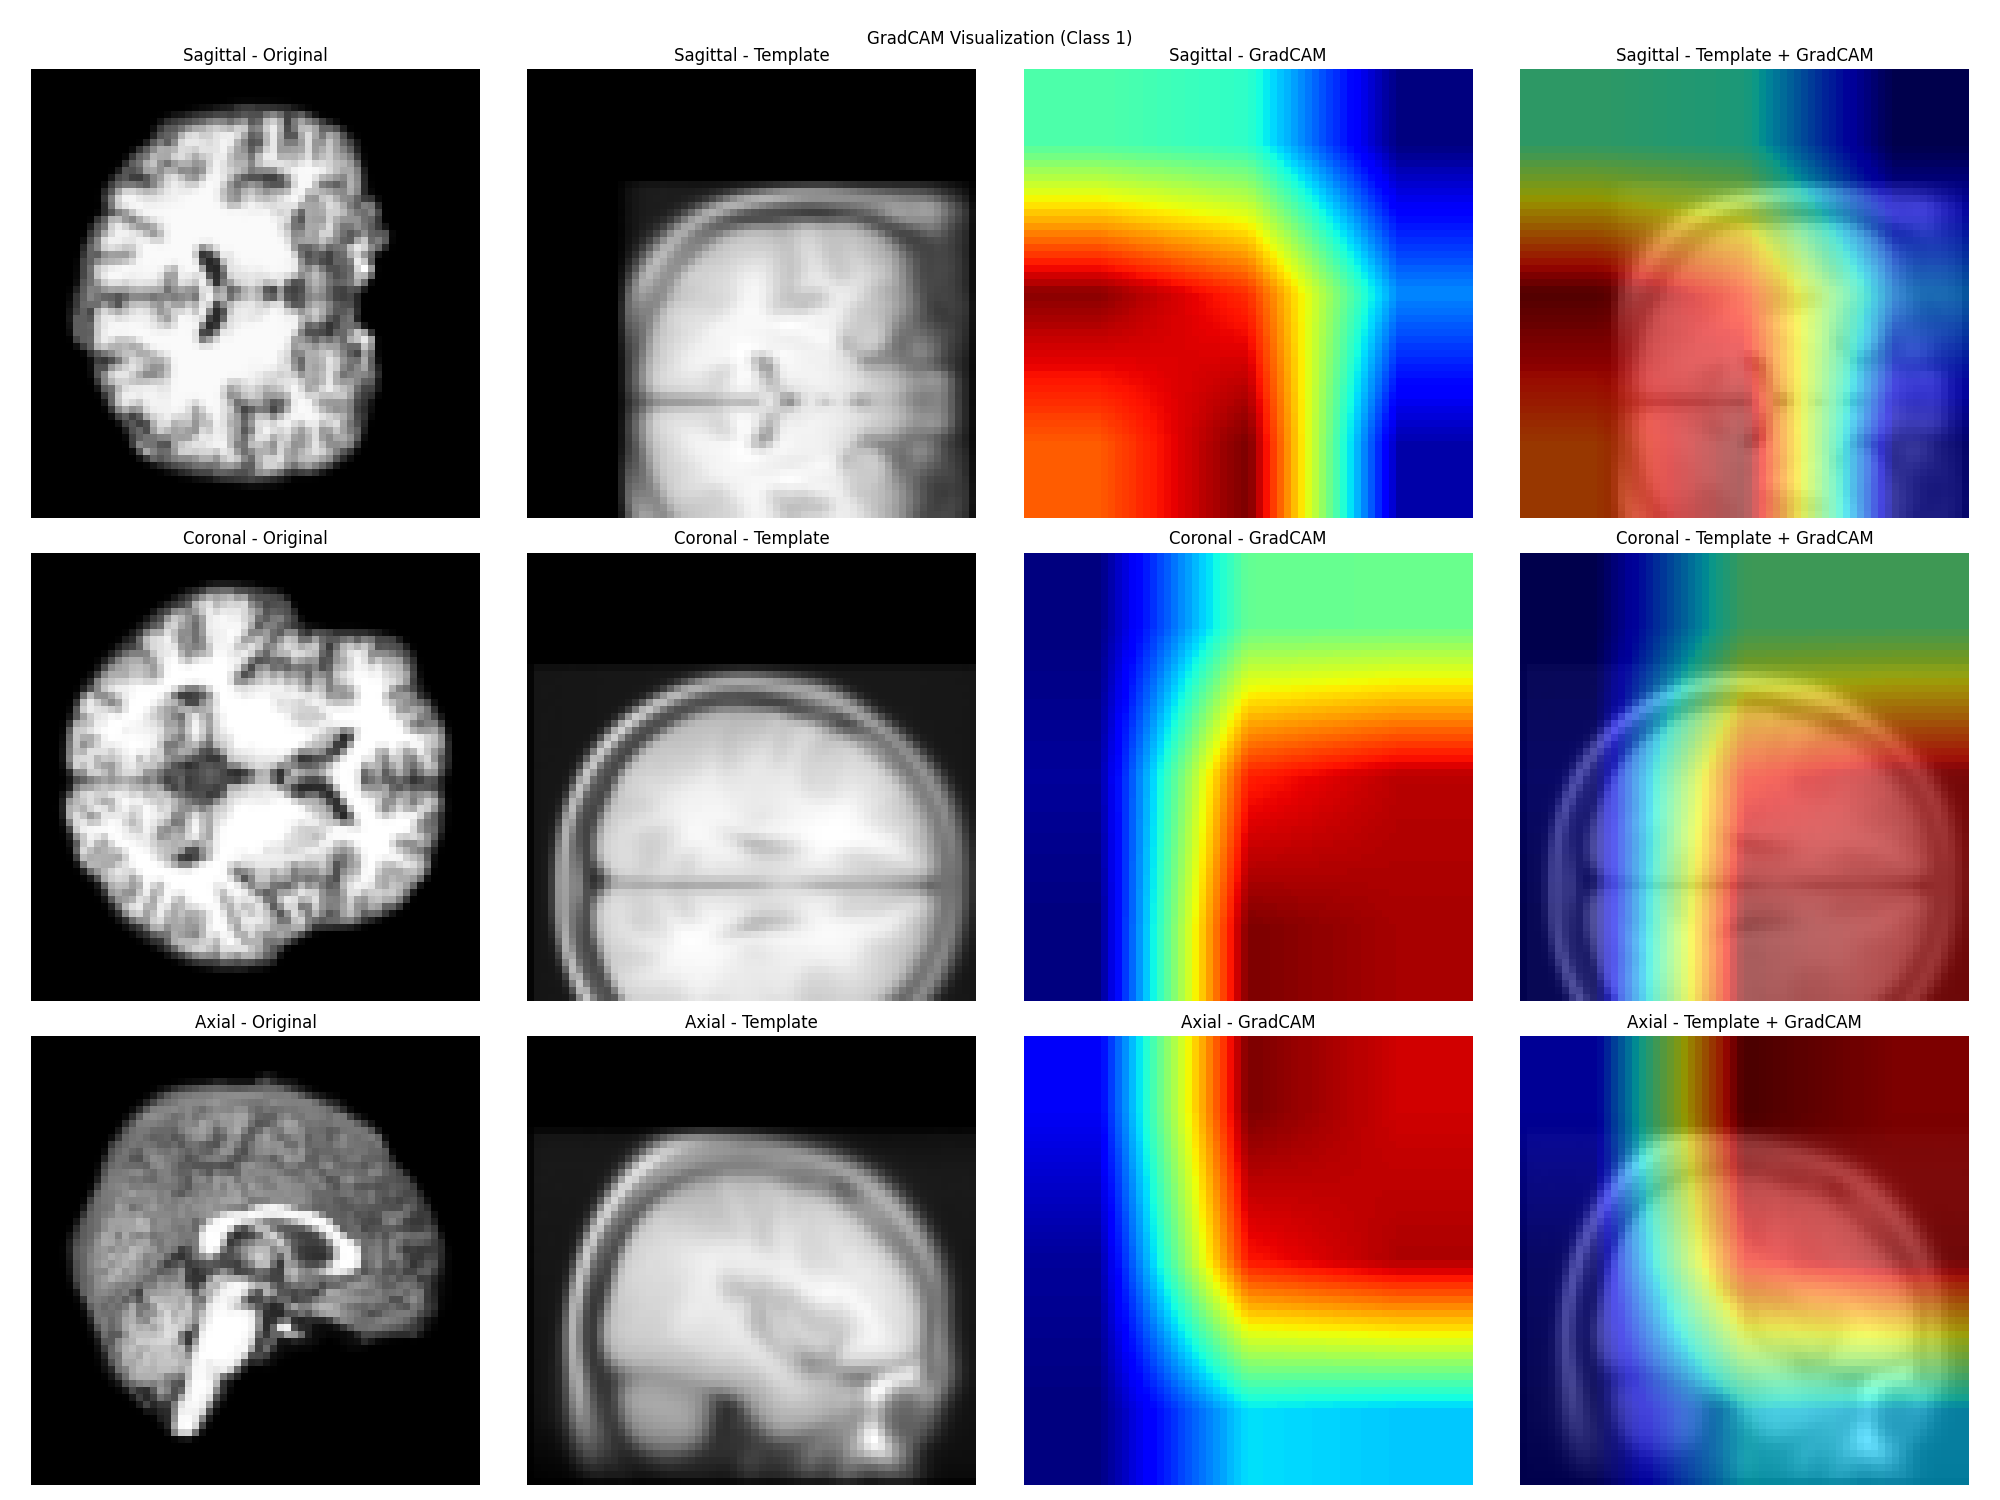 GradCAM Visualization (Class 1)
Sagittal - Original
Sagittal - Template
Sagittal - GradCAM
Sagittal - Template + GradCAM
Coronal - Original
Coronal - Template
Coronal - GradCAM
Coronal - Template + GradCAM
Axial - Original
Axial - Template
Axial - GradCAM
Axial - Template + GradCAM